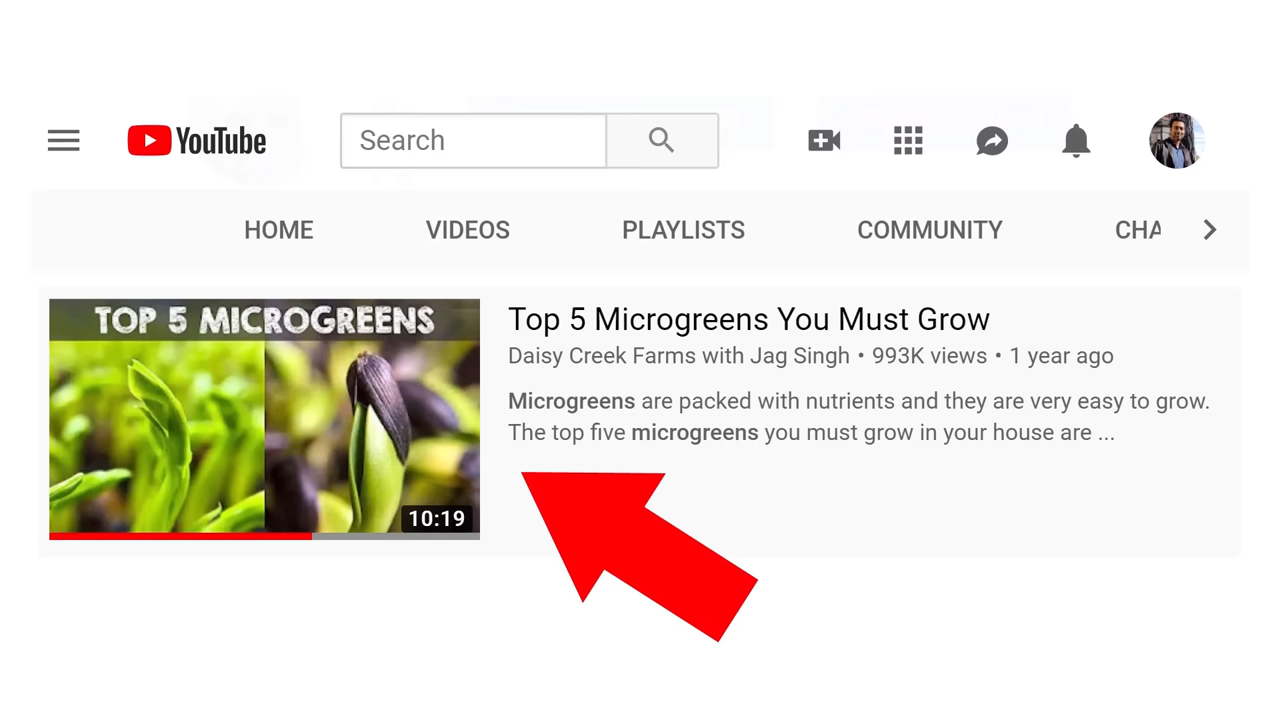 YouTube
Search
HOME VIDEOS PLAYLISTS COMMUNITY CHA
TOP 5 MICROGREENS
10:19
Top 5 Microgreens You Must Grow
Daisy Creek Farms with Jag Singh • 993K views • 1 year ago
Microgreens are packed with nutrients and they are very easy to grow.
The top five microgreens you must grow in your house are ...